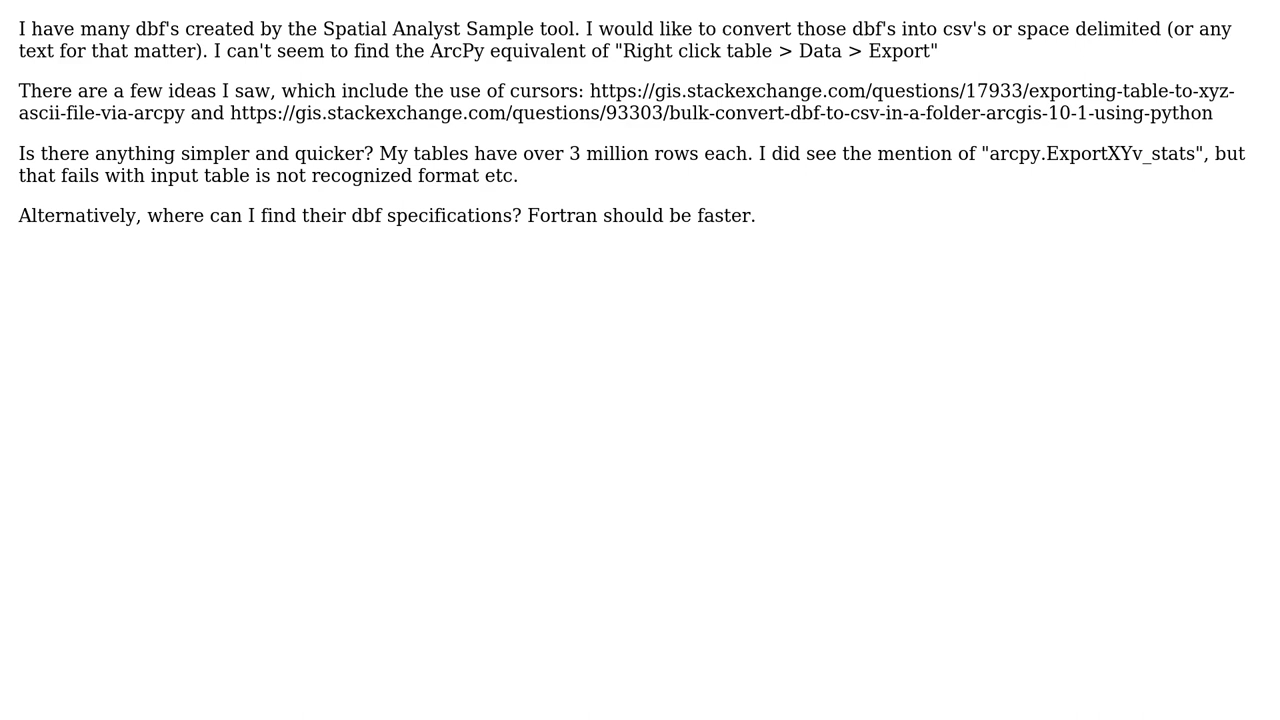 I have many dbf's created by the Spatial Analyst Sample tool. I would like to convert those dbf's into csv's or space delimited (or any
text for that matter). I can't seem to find the ArcPy equivalent of "Right click table > Data > Export"
There are a few ideas I saw, which include the use of cursors: https://gis.stackexchange.com/questions/17933/exporting-table-to-xyz-
ascii-file-via-arcpy and https://gis.stackexchange.com/questions/93303/bulk-convert-dbf-to-csv-in-a-folder-arcgis-10-1-using-python
Is there anything simpler and quicker? My tables have over 3 million rows each. I did see the mention of "arcpy.ExportXYv_stats", but
that fails with input table is not recognized format etc.
Alternatively, where can I find their dbf specifications? Fortran should be faster.